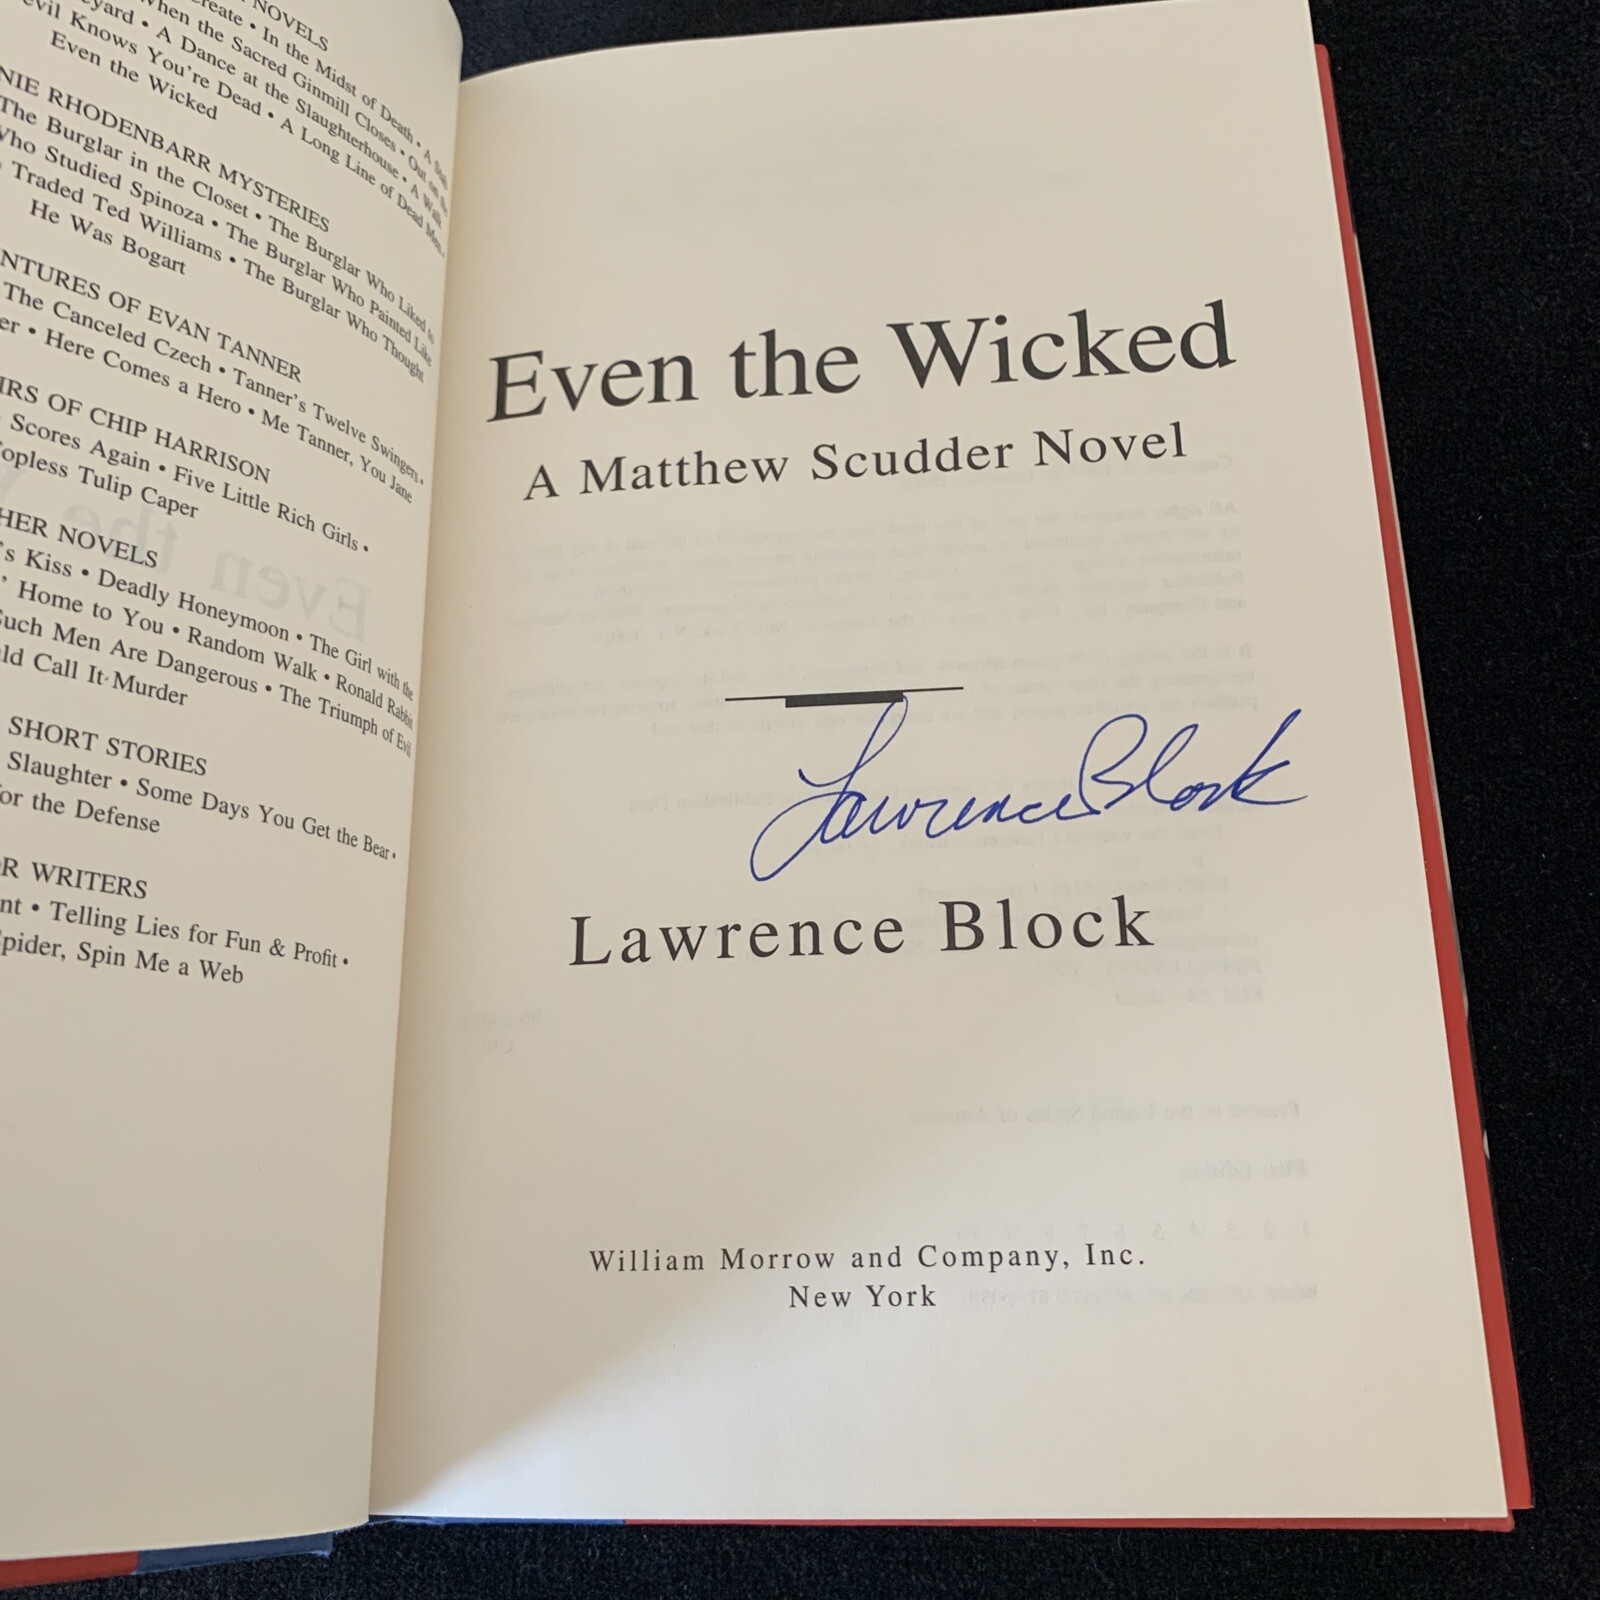 NOVELS
create • In the Midst of Death • A Stab
yard • When the Sacred Ginmill Closes • Out on the
• A Dance at the Slaughterhouse • A Walk
evil Knows You're Dead • A Long Line of Dead Men •
Even the Wicked
NIE RHODENBARR MYSTERIES
The Burglar in the Closet • The Burglar Who Liked to
Who Studied Spinoza • The Burglar Who Painted Like
Traded Ted Williams • The Burglar Who Thought
He Was Bogart
NTURES OF EVAN TANNER
The Canceled Czech • Tanner's Twelve Swingers •
er • Here Comes a Hero • Me Tanner, You Jane
IRS OF CHIP HARRISON
Scores Again • Five Little Rich Girls •
opless Tulip Caper
HER NOVELS
's Kiss • Deadly Honeymoon • The Girl with the
' Home to You • Random Walk • Ronald Rabbit
Such Men Are Dangerous • The Triumph of Evil
ld Call It Murder
SHORT STORIES
Slaughter • Some Days You Get the Bear •
or the Defense
OR WRITERS
nt • Telling Lies for Fun & Profit •
pider, Spin Me a Web
Even the Wicked
A Matthew Scudder Novel
Lawrence Block
Lawrence Block
William Morrow and Company, Inc.
New York